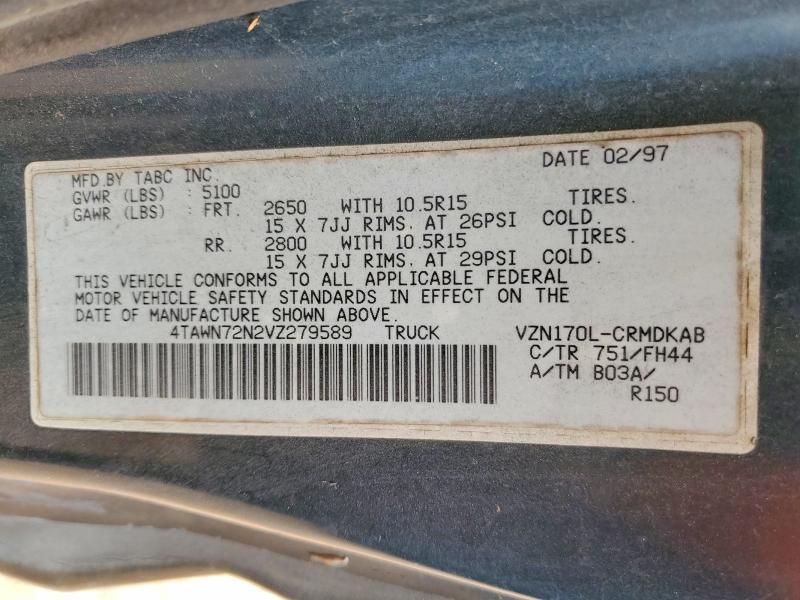 DATE 02/97
MFD.BY TABC INC.
GVWR (LBS) : 5100
GAWR (LBS) : FRT. 2650 WITH 10.5R15 TIRES.
15 X 7JJ RIMS. AT 26PSI COLD.
RR. 2800 WITH 10.5R15 TIRES.
15 X 7JJ RIMS. AT 29PSI COLD.
THIS VEHICLE CONFORMS TO ALL APPLICABLE FEDERAL
MOTOR VEHICLE SAFETY STANDARDS IN EFFECT ON THE
DATE OF MANUFACTURE SHOWN ABOVE.
4TAWN72N2VZ279589 TRUCK VZN170L-CRMDKAB
C/TR 751/FH44
A/TM B03A/
R150